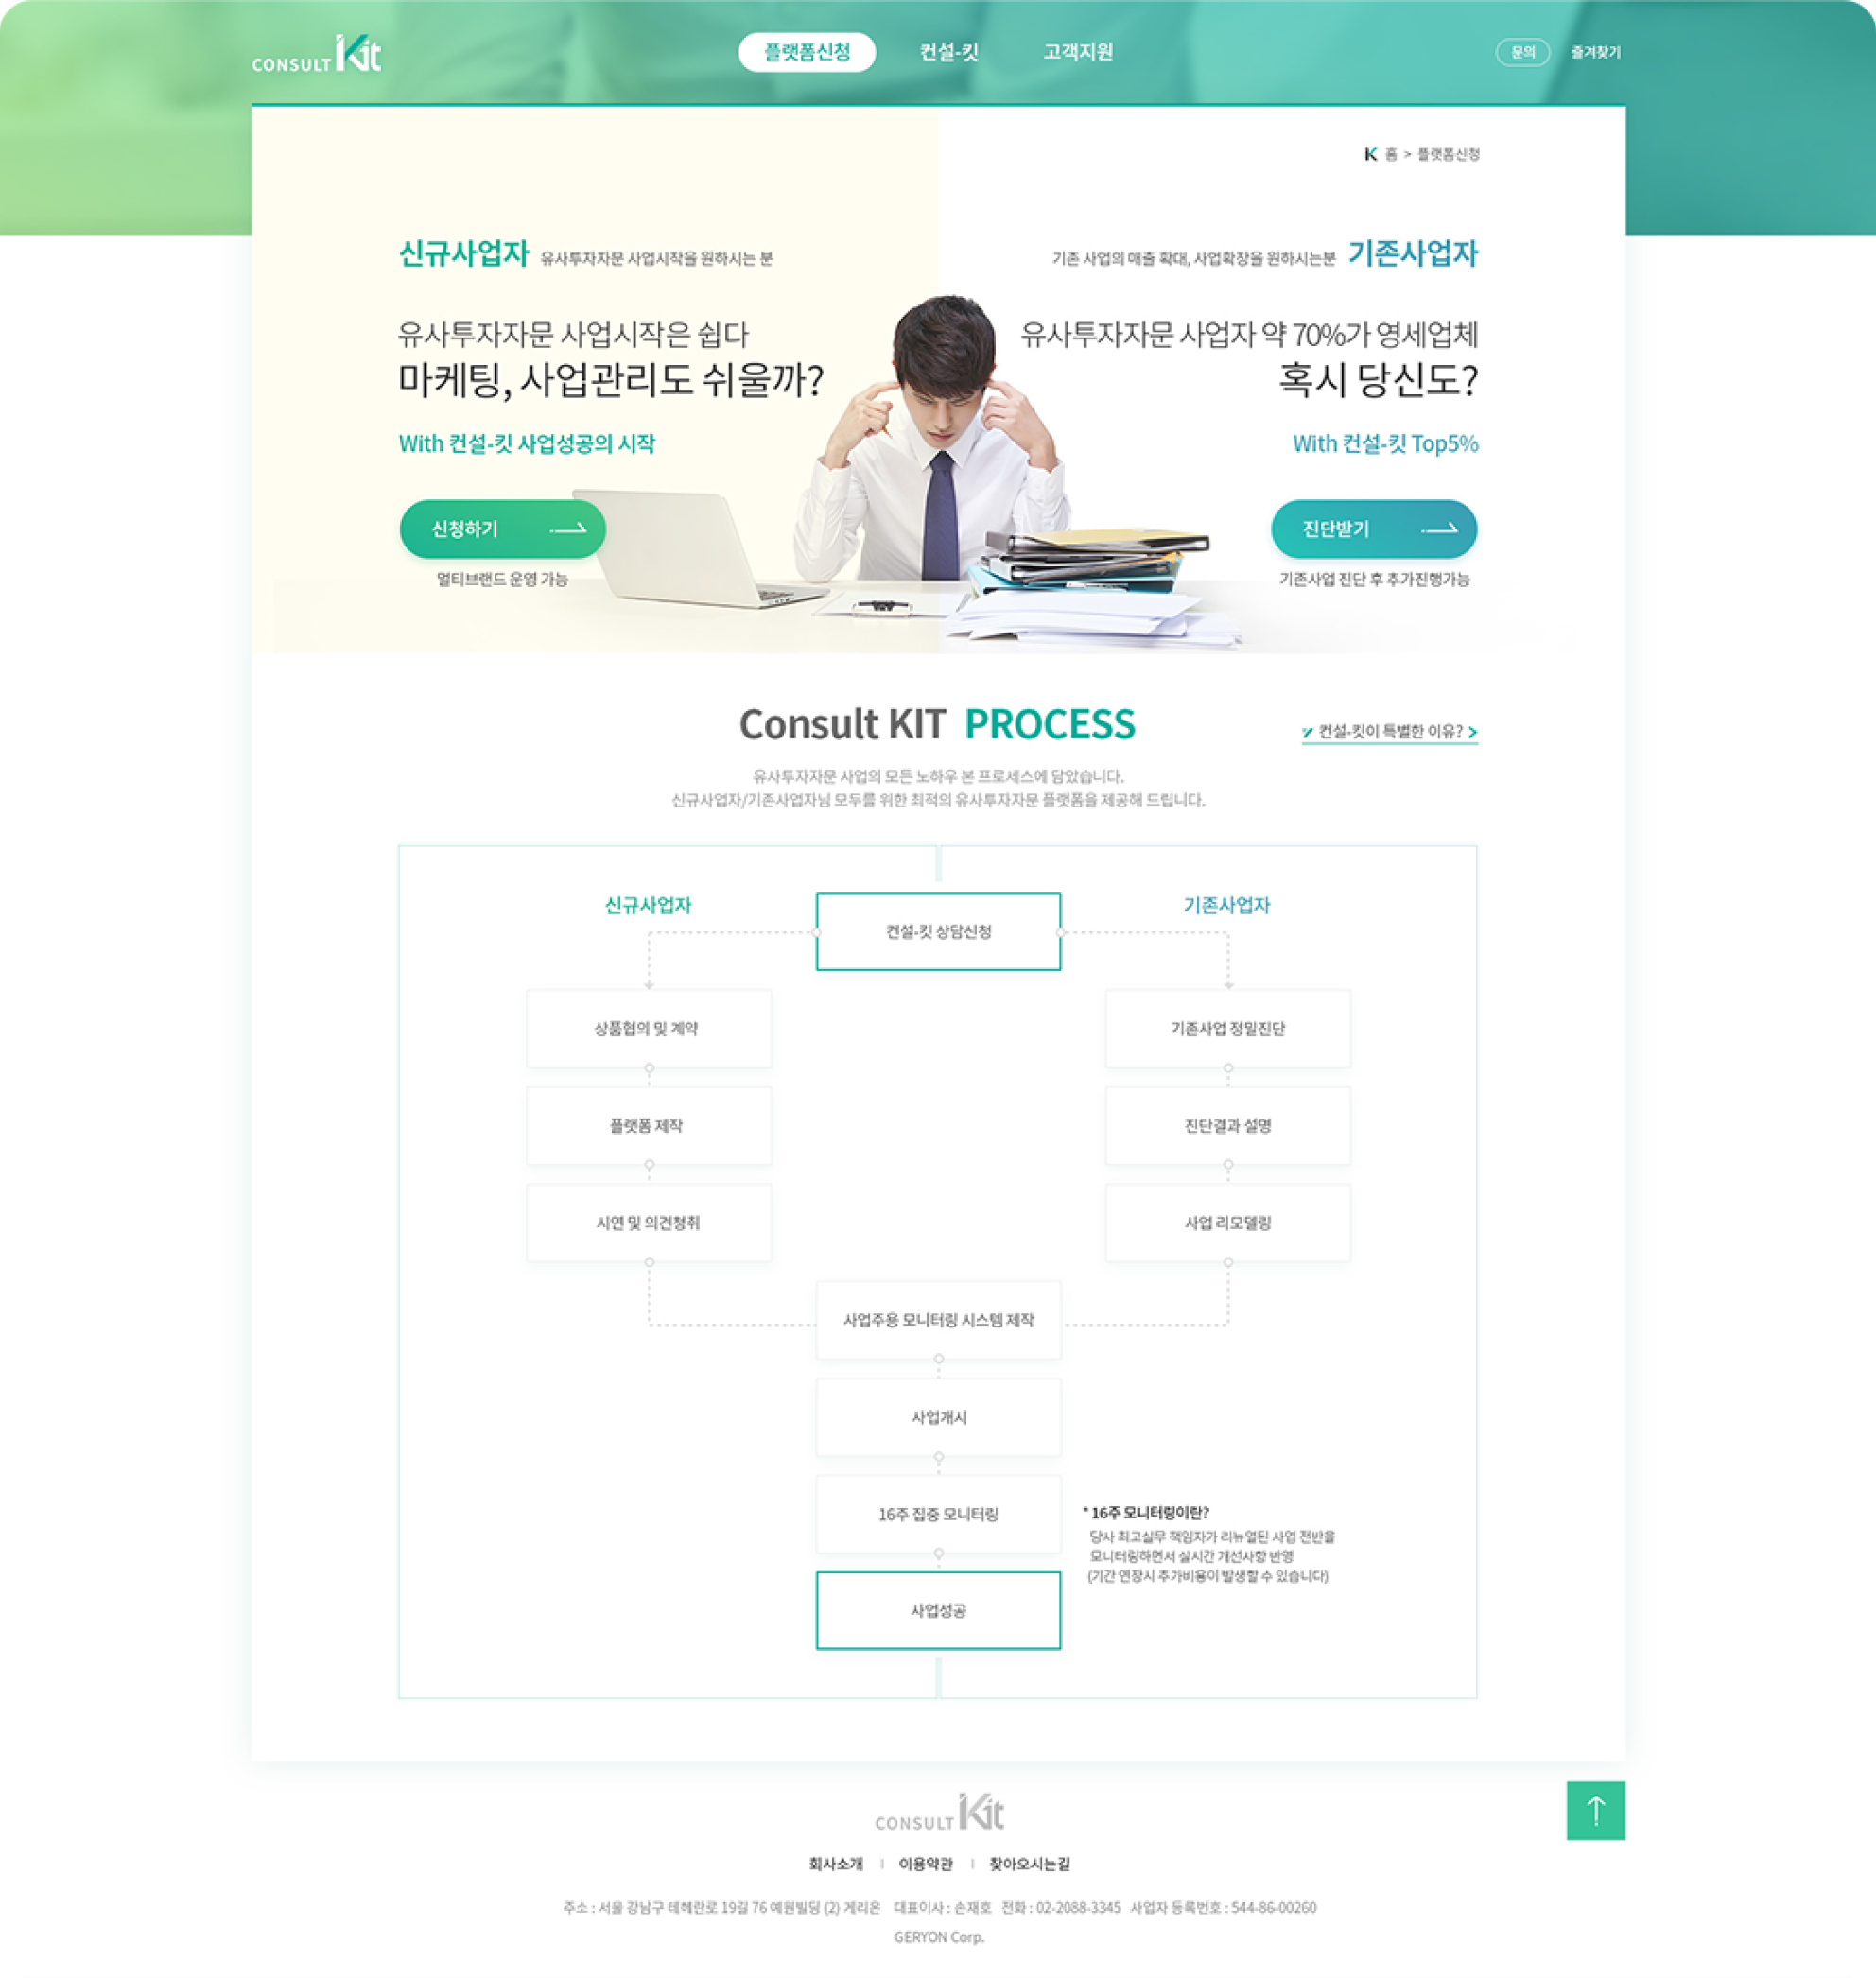 CONSULT Kit
플랫폼신청
컨설-킷
고객지원
문의
즐겨찾기
K 홈 > 플랫폼신청
신규사업자 유사투자자문 사업시작을 원하시는 분
유사투자자문 사업시작은 쉽다
마케팅, 사업관리도 쉬울까?
With 컨설-킷 사업성공의 시작
신청하기
멀티브랜드 운영 가능
기존 사업의 매출 확대, 사업확장을 원하시는분 기존사업자
유사투자자문 사업자 약 70%가 영세업체
혹시 당신도?
With 컨설-킷 Top5%
진단받기
기존사업 진단 후 추가진행가능
Consult KIT PROCESS
컨설-킷이 특별한 이유? >
유사투자자문 사업의 모든 노하우 본 프로세스에 담았습니다.
신규사업자/기존사업자님 모두를 위한 최적의 유사투자자문 플랫폼을 제공해 드립니다.
신규사업자
컨설-킷 상담신청
기존사업자
상품협의 및 계약
기존사업 정밀진단
플랫폼 제작
진단결과 설명
시연 및 의견청취
사업 리모델링
사업주용 모니터링 시스템 제작
사업개시
16주 집중 모니터링
* 16주 모니터링이란?
당사 최고실무 책임자가 리뉴얼된 사업 전반을
모니터링하면서 실시간 개선사항 반영
(기간 연장시 추가비용이 발생할 수 있습니다)
사업성공
CONSULT Kit
회사소개 | 이용약관 | 찾아오시는길
주소 : 서울 강남구 테헤란로 19길 76 예원빌딩 (2) 게리온 대표이사 : 손재호 전화 : 02-2088-3345 사업자 등록번호 : 544-86-00260
GERYON Corp.